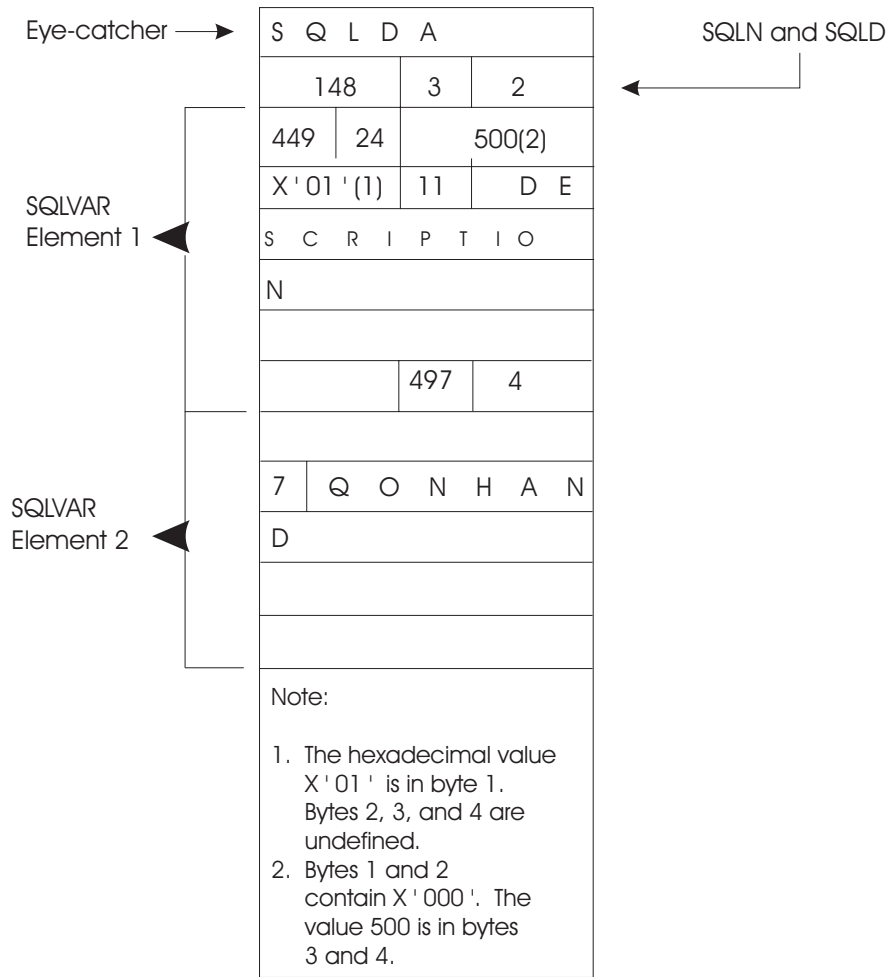 Eye-catcher S Q L D A SQLN and SQLD
148 3 2
449 24 500(2)
X ' 01 ' (1) 11 D E
SQLVAR
Element 1
S C R I P T I O
N
497 4
7 Q O N H A N
SQLVAR
Element 2
D
Note:
1. The hexadecimal value
X ' 01 ' is in byte 1.
Bytes 2, 3, and 4 are
undefined.
2. Bytes 1 and 2
contain X ' 000 '. The
value 500 is in bytes
3 and 4.